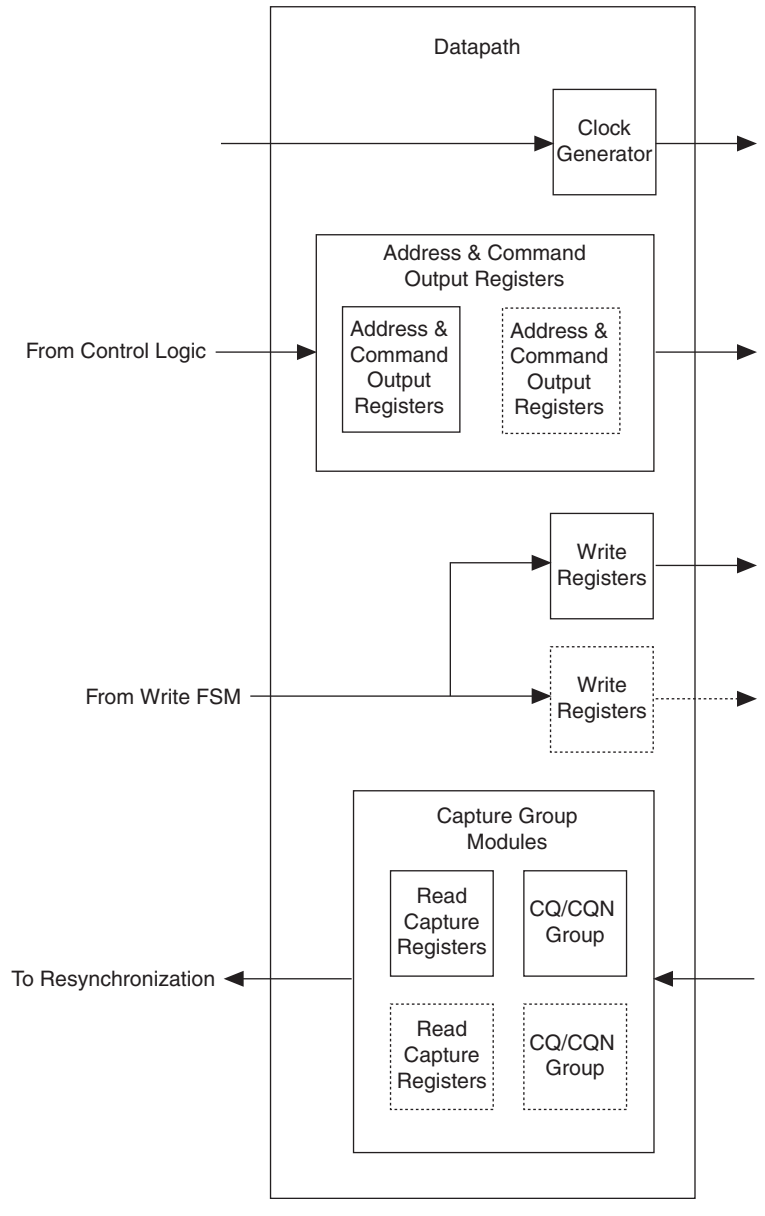 Datapath
Clock
Generator
Address & Command
Output Registers
From Control Logic
Address &
Command
Output
Registers
Address &
Command
Output
Registers
Write
Registers
From Write FSM
Write
Registers
Capture Group
Modules
Read
Capture
Registers
CQ/CQN
Group
To Resynchronization
Read
Capture
Registers
CQ/CQN
Group